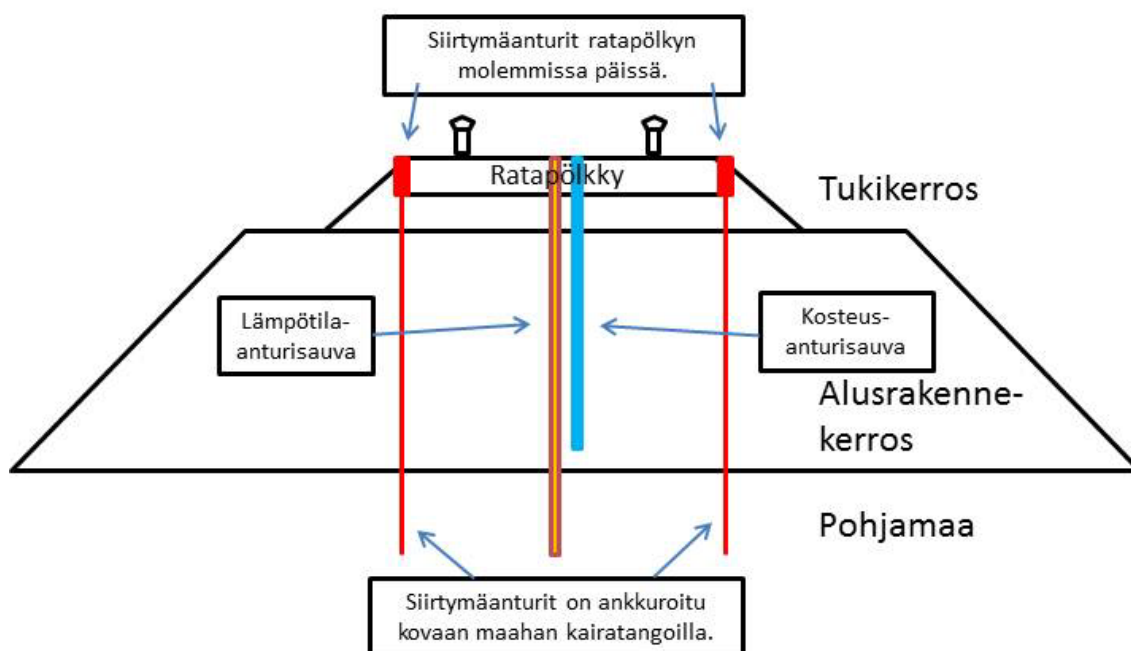 Siirtymäanturit ratapölkyn
molemmissa päissä.
Ratapölkky
Tukikerros
Lämpötila-
anturisauva
Kosteus-
anturisauva
Alusrakenne-
kerros
Pohjamaa
Siirtymäanturit on ankkuroitu
kovaan maahan kairatangoilla.